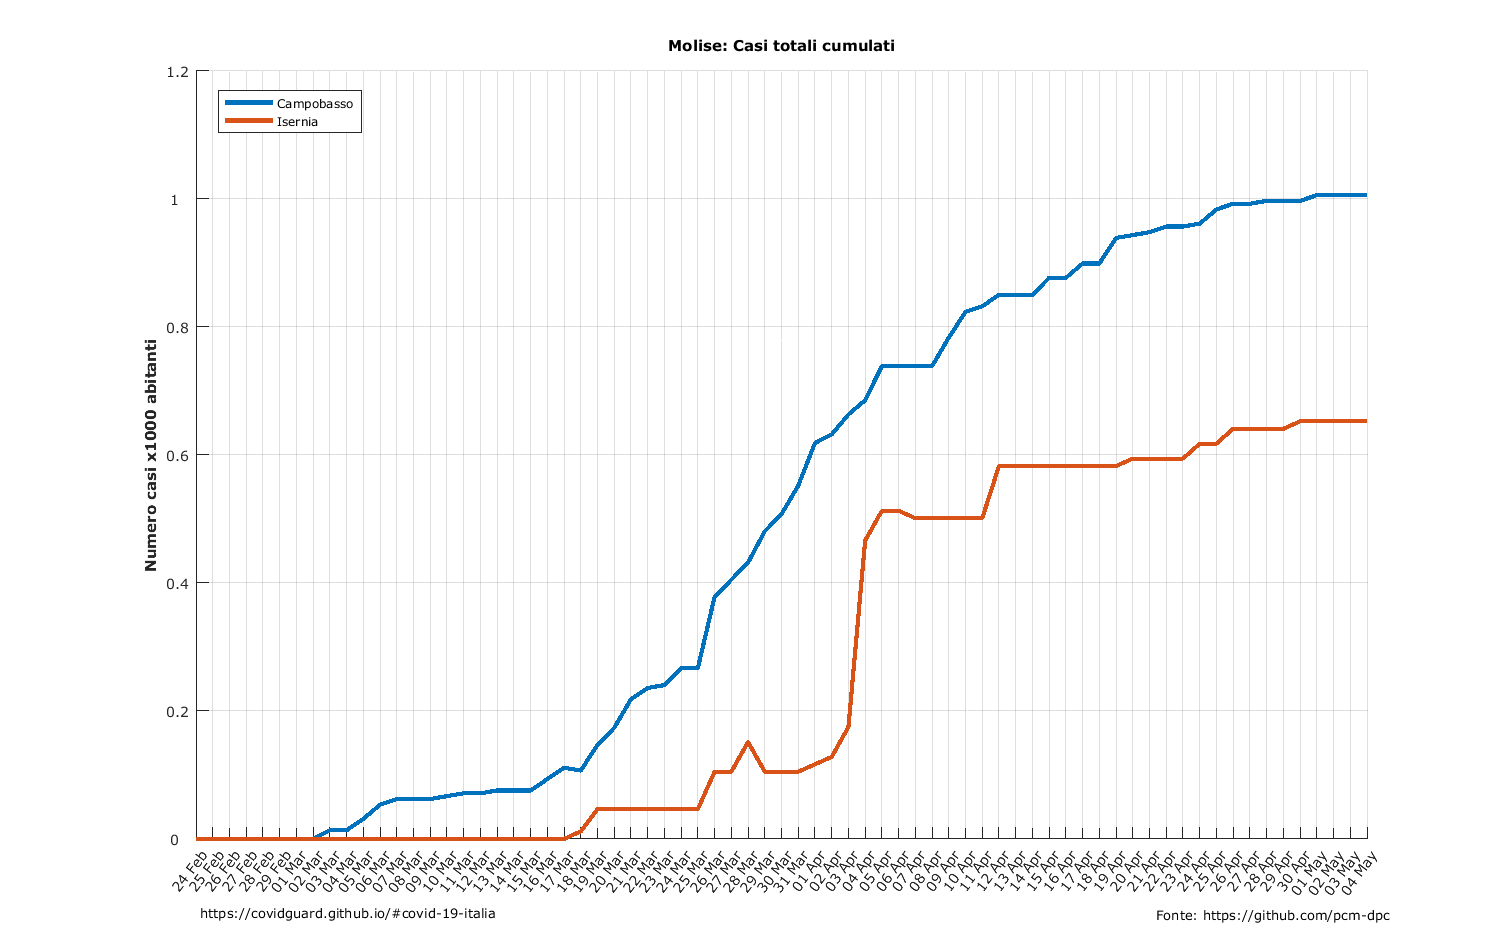 Molise: Casi totali cumulati
Campobasso
Isernia
Numero casi x1000 abitanti
1.2
1
0.8
0.6
0.4
0.2
0
24 Feb
25 Feb
26 Feb
27 Feb
28 Feb
29 Feb
01 Mar
02 Mar
03 Mar
04 Mar
05 Mar
06 Mar
07 Mar
08 Mar
09 Mar
10 Mar
11 Mar
12 Mar
13 Mar
14 Mar
15 Mar
16 Mar
17 Mar
18 Mar
19 Mar
20 Mar
21 Mar
22 Mar
23 Mar
24 Mar
25 Mar
26 Mar
27 Mar
28 Mar
29 Mar
30 Mar
31 Mar
01 Apr
02 Apr
03 Apr
04 Apr
05 Apr
06 Apr
07 Apr
08 Apr
09 Apr
10 Apr
11 Apr
12 Apr
13 Apr
14 Apr
15 Apr
16 Apr
17 Apr
18 Apr
19 Apr
20 Apr
21 Apr
22 Apr
23 Apr
24 Apr
25 Apr
26 Apr
27 Apr
28 Apr
29 Apr
30 Apr
01 May
02 May
03 May
04 May
https://covidguard.github.io/#covid-19-italia
Fonte: https://github.com/pcm-dpc